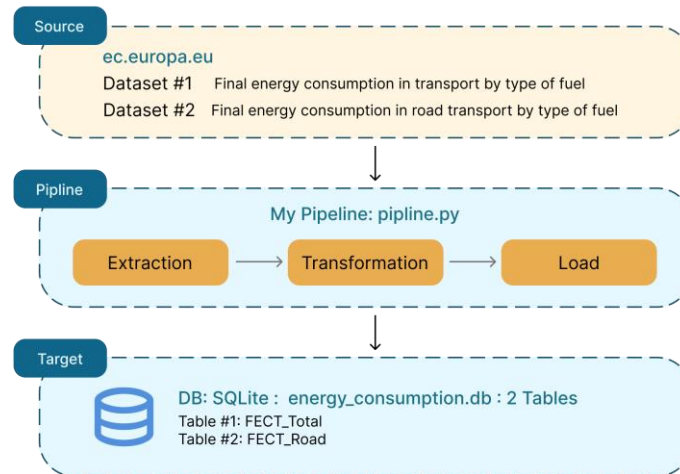 Source
ec.europa.eu
Dataset #1 Final energy consumption in transport by type of fuel
Dataset #2 Final energy consumption in road transport by type of fuel
Pipline
My Pipeline: pipline.py
Extraction Transformation Load
Target
DB: SQLite : energy_consumption.db : 2 Tables
Table #1: FECT_Total
Table #2: FECT_Road